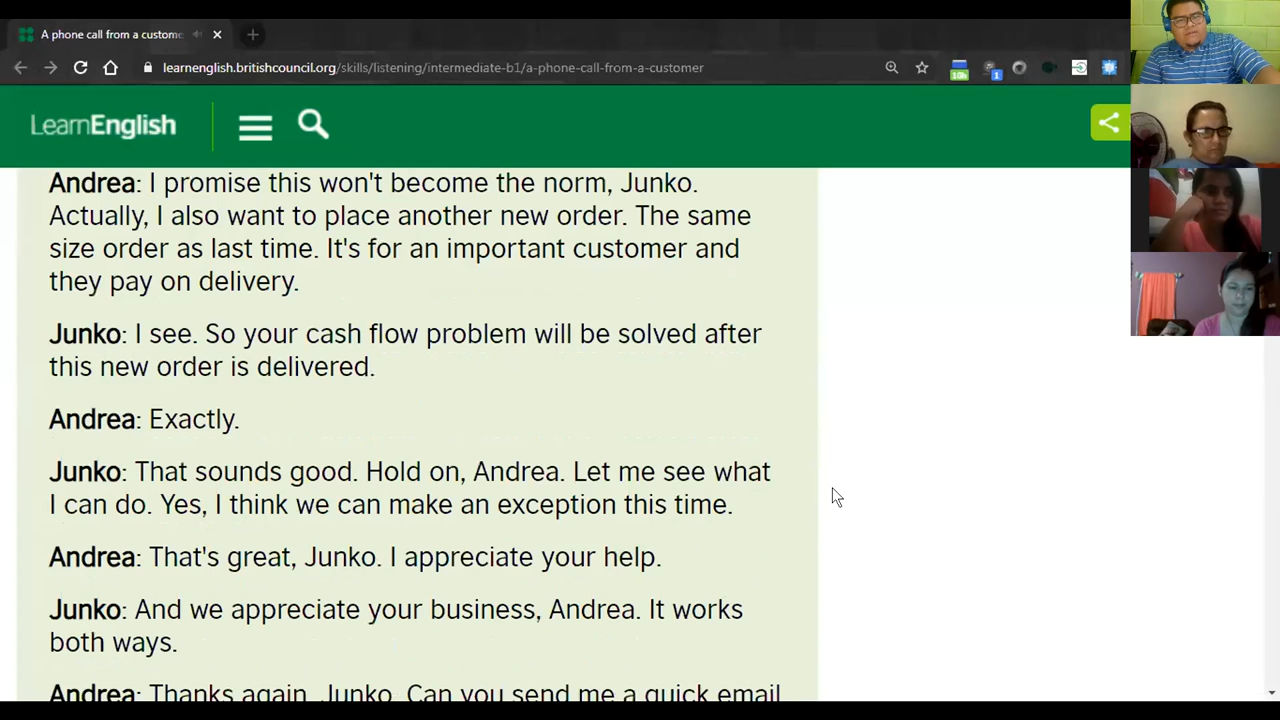 A phone call from a custome
learnenglish.britishcouncil.org/skills/listening/intermediate-b1/a-phone-call-from-a-customer
LearnEnglish
Andrea: I promise this won't become the norm, Junko.
Actually, I also want to place another new order. The same
size order as last time. It's for an important customer and
they pay on delivery.
Junko: I see. So your cash flow problem will be solved after
this new order is delivered.
Andrea: Exactly.
Junko: That sounds good. Hold on, Andrea. Let me see what
I can do. Yes, I think we can make an exception this time.
Andrea: That's great, Junko. I appreciate your help.
Junko: And we appreciate your business, Andrea. It works
both ways.
Andrea: Thanks again, Junko. Can you send me a quick email